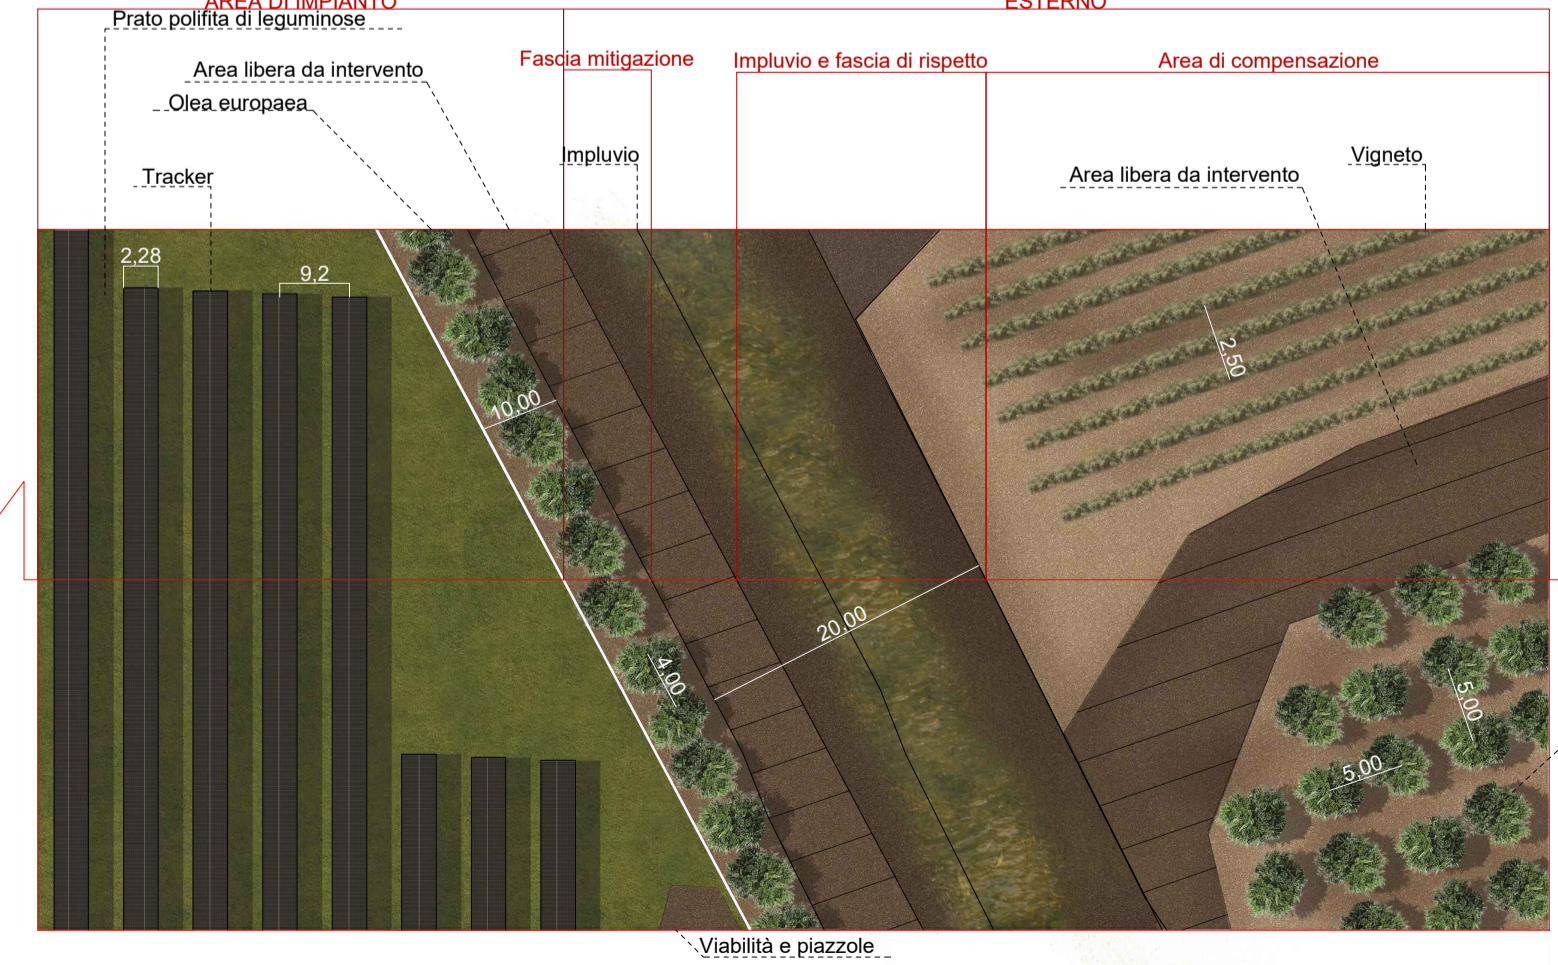 AREA DI IMPIANTO
ESTERNO
Prato polifita di leguminose
Fascia mitigazione
Impluvio e fascia di rispetto
Area di compensazione
Area libera da intervento
Olea europaea
Impluvio
Vigneto
Tracker
Area libera da intervento
2,28
9,2
2,50
10,00
20,00
4,00
5,00
5,00
Viabilità e piazzole